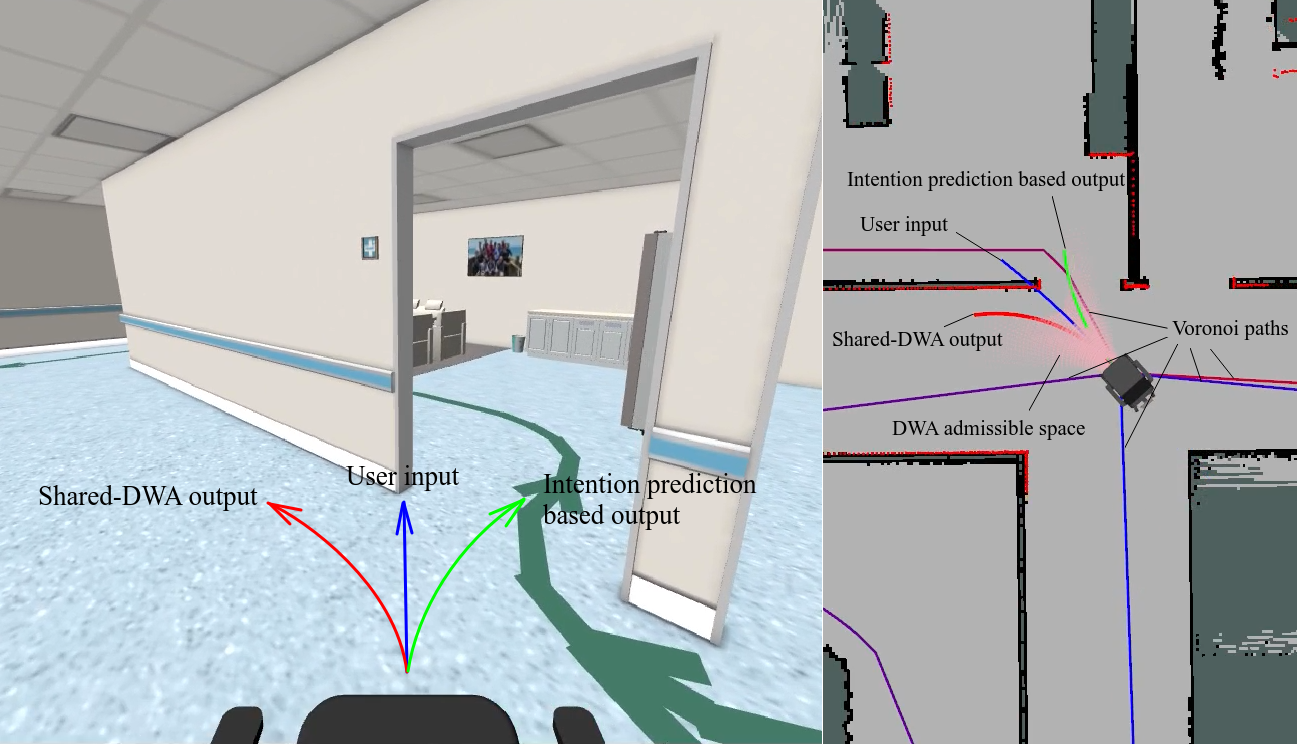 User input
Shared-DWA output
Intention prediction
based output
Intention prediction based output
User input
Shared-DWA output
Voronoi paths
DWA admissible space